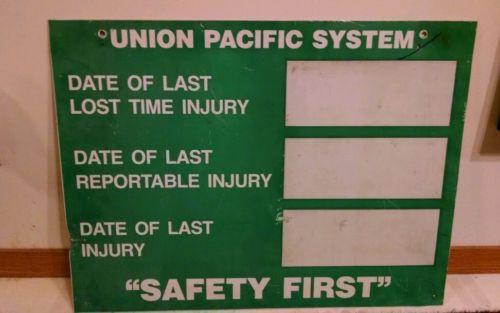 UNION PACIFIC SYSTEM
DATE OF LAST
LOST TIME INJURY
DATE OF LAST
REPORTABLE INJURY
DATE OF LAST
INJURY
“SAFETY FIRST”